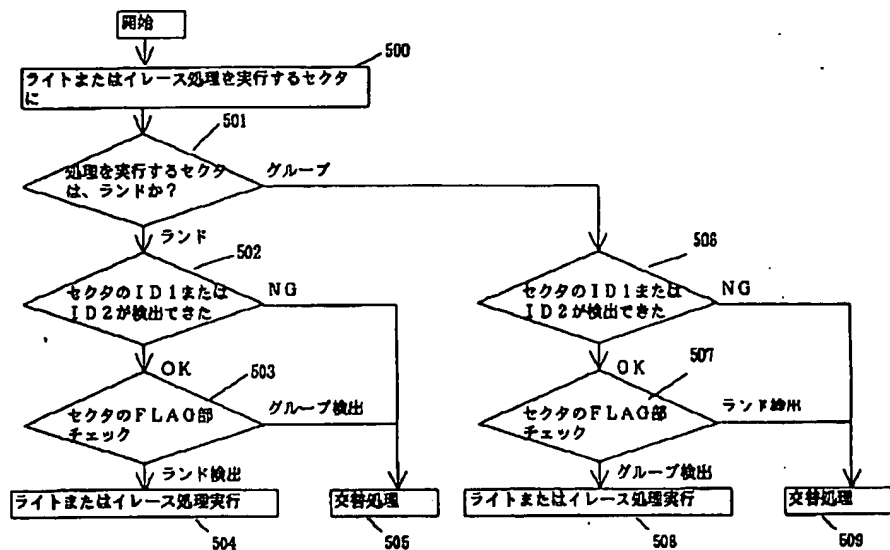 開始
500
ライトまたはイレース処理を実行するセクタ
に
501
処理を実行するセクタ
は、ランドか？
グルーブ
ランド
502
セクタのＩＤ１または
ＩＤ２が検出できた
NG
OK
503
セクタのＦＬＡＧ部
チェック
グルーブ検出
ランド検出
ライトまたはイレース処理実行
504
交替処理
505
506
セクタのＩＤ１または
ＩＤ２が検出できた
NG
OK
507
セクタのＦＬＡＧ部
チェック
ランド検出
グルーブ検出
ライトまたはイレース処理実行
508
交替処理
509